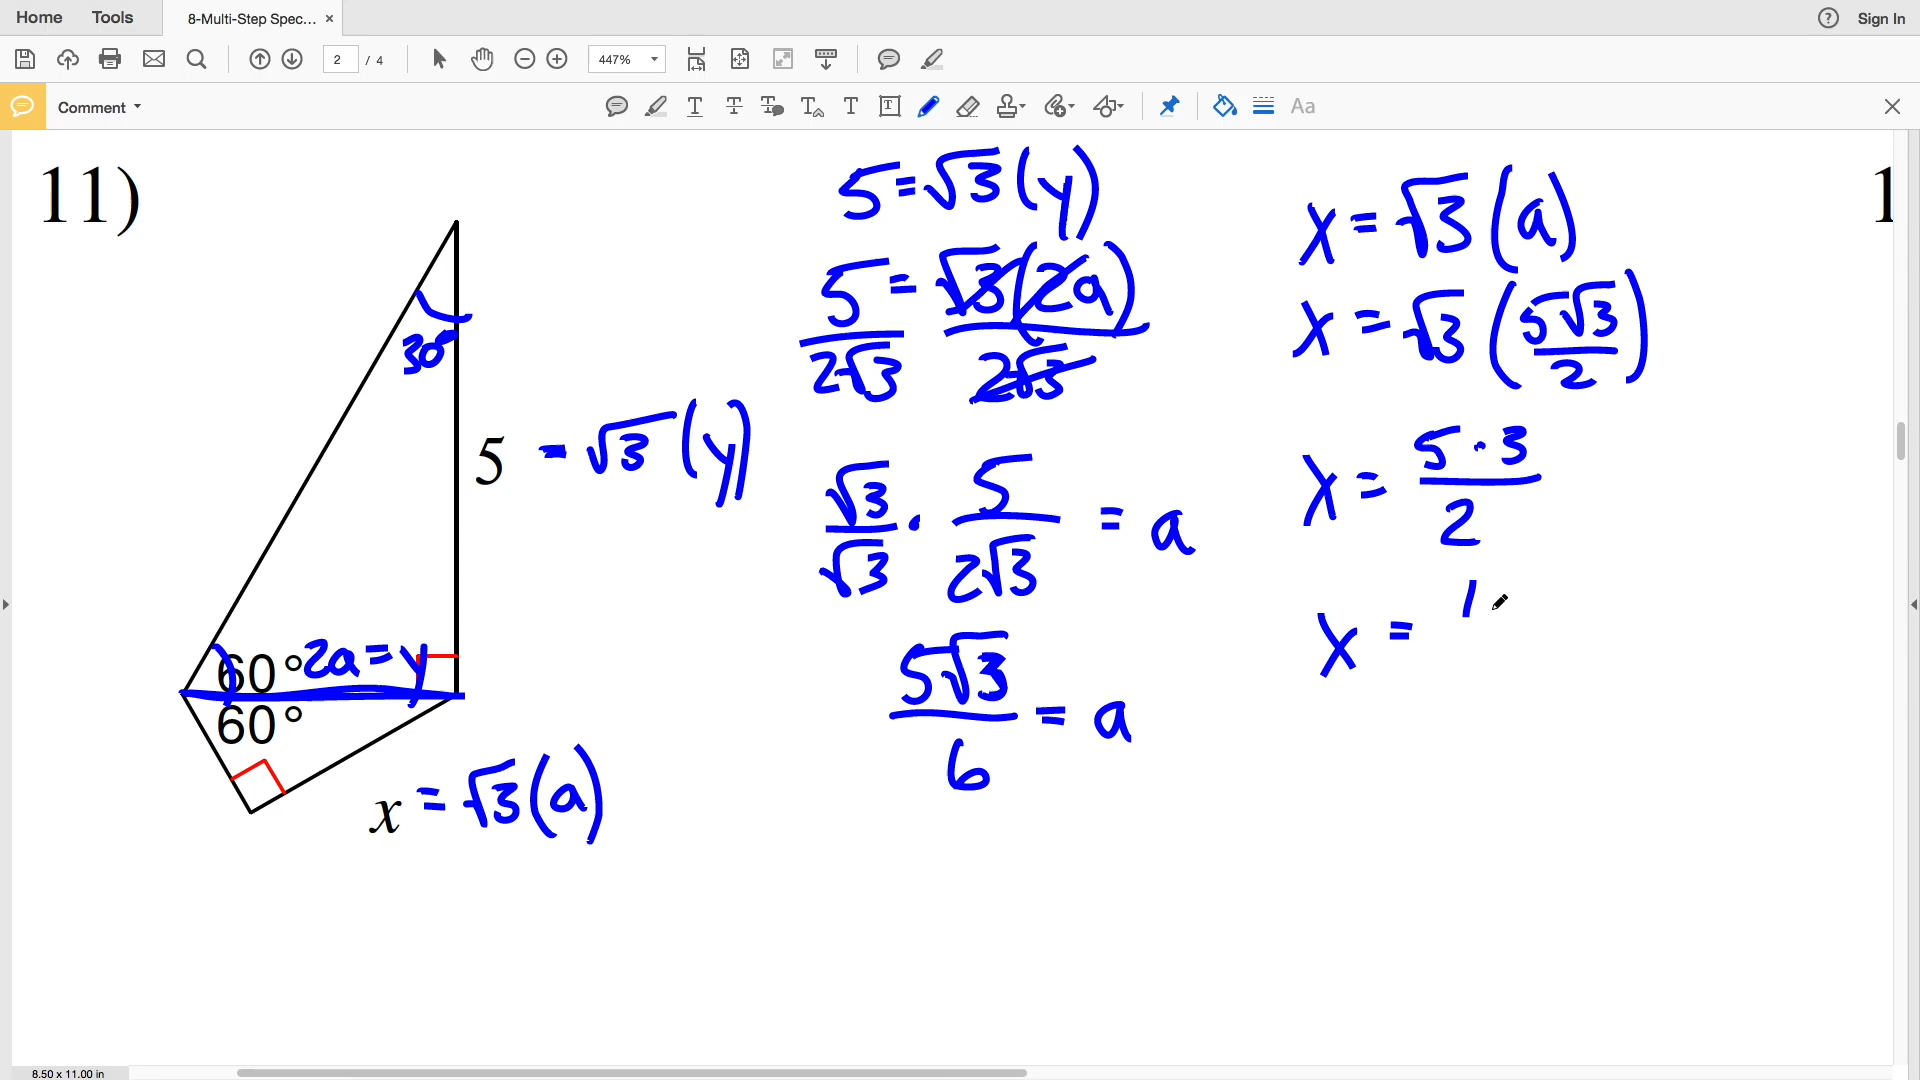 Home Tools 8-Multi-Step Spec... × Sign In
2 / 4 447%
Comment Aa
11)
1
30°
5 = √3 (y)
60° 2a = y
60°
x = √3 (a)
5 = √3 (y)
5 = √3 (2a)
2√3 2√3
√3/√3 · 5/2√3 = a
5√3/6 = a
x = √3 (a)
x = √3 (5√3/2)
x = 5·3/2
x = 1
8.50 x 11.00 in